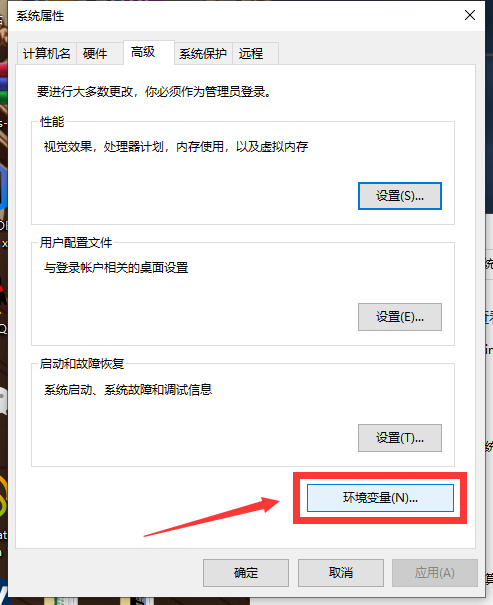 系统属性
计算机名 硬件 高级 系统保护 远程
要进行大多数更改，你必须作为管理员登录。
性能
视觉效果，处理器计划，内存使用，以及虚拟内存
设置(S)...
用户配置文件
与登录帐户相关的桌面设置
设置(E)...
启动和故障恢复
系统启动、系统故障和调试信息
设置(T)...
环境变量(N)...
确定 取消 应用(A)